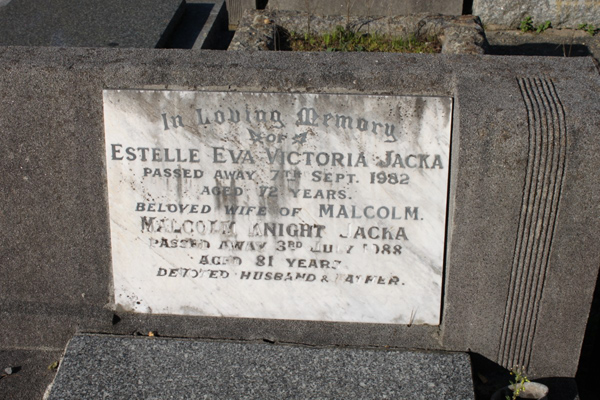 In Loving Memory
OF
ESTELLE EVA VICTORIA JACKA
PASSED AWAY 7TH SEPT. 1982
AGED 72 YEARS.
BELOVED WIFE OF MALCOLM.
MALCOLM KNIGHT JACKA
PASSED AWAY 3RD JULY 1988
AGED 81 YEARS.
DEVOTED HUSBAND & FATHER.